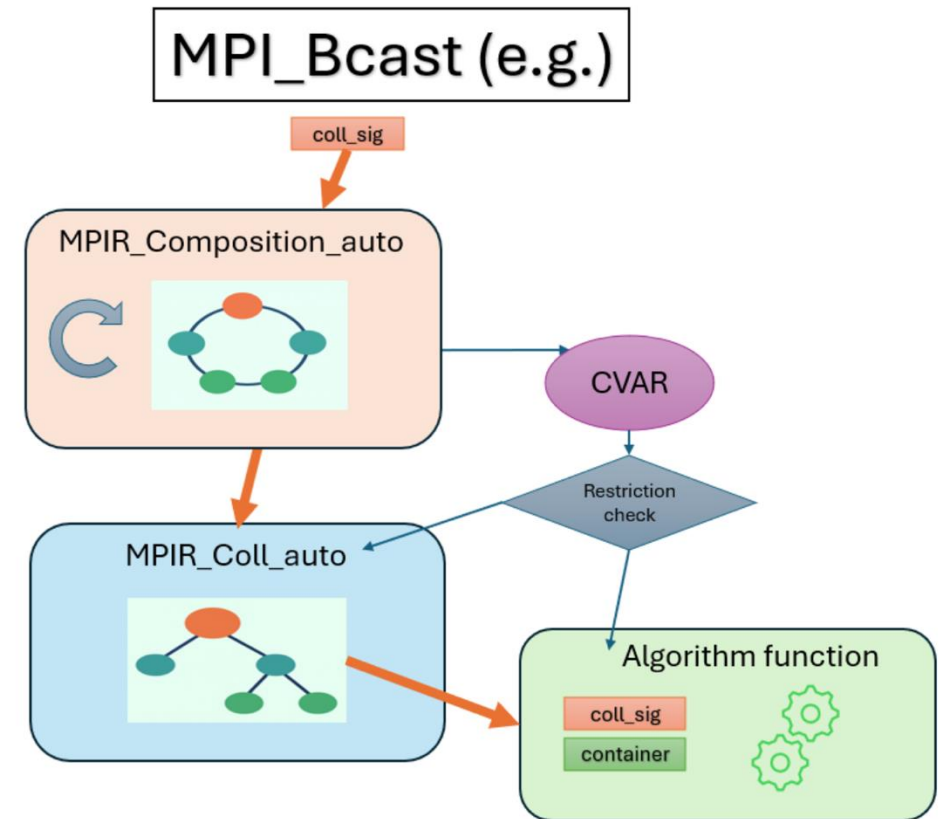 MPI_Bcast (e.g.)
coll_sig
MPIR_Composition_auto
CVAR
Restriction
check
MPIR_Coll_auto
Algorithm function
coll_sig
container